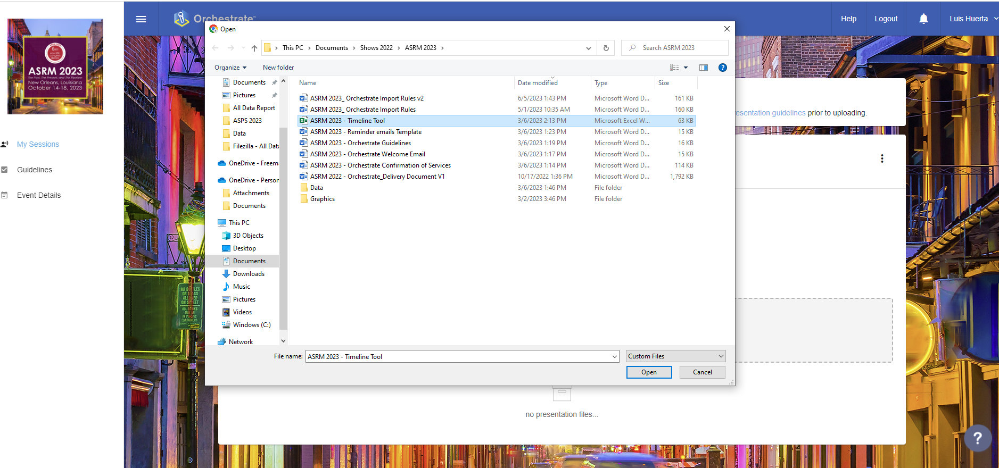 Orchestrate™
Help
Logout
Luis Huerta
ASRM 2023
The Past, The Present, and The Pipeline
New Orleans, Louisiana
October 14-18, 2023
My Sessions
Guidelines
Event Details
Open
This PC > Documents > Shows 2022 > ASRM 2023 >
Search ASRM 2023
Organize
New folder
Documents
Pictures
All Data Report
ASPS 2023
Data
Filezilla - All Data
OneDrive - Freem
OneDrive - Person
Attachments
Documents
This PC
3D Objects
Desktop
Documents
Downloads
Music
Pictures
Videos
Windows (C:)
Network
Name Date modified Type Size
ASRM 2023_ Orchestrate Import Rules v2 6/5/2023 1:43 PM Microsoft Word D... 161 KB
ASRM 2023_ Orchestrate Import Rules 5/1/2023 10:35 AM Microsoft Word D... 160 KB
ASRM 2023 - Timeline Tool 3/6/2023 2:13 PM Microsoft Excel W... 63 KB
ASRM 2023 - Reminder emails Template 3/6/2023 1:23 PM Microsoft Word D... 15 KB
ASRM 2023 - Orchestrate Guidelines 3/6/2023 1:19 PM Microsoft Word D... 16 KB
ASRM 2023 - Orchestrate Welcome Email 3/6/2023 1:17 PM Microsoft Word D... 15 KB
ASRM 2023 - Orchestrate Confirmation of Services 3/6/2023 1:14 PM Microsoft Word D... 114 KB
ASRM 2022 - Orchestrate_Delivery Document V1 10/17/2022 1:36 PM Microsoft Word D... 1,792 KB
Data 3/6/2023 1:46 PM File folder
Graphics 3/2/2023 3:46 PM File folder
File name: ASRM 2023 - Timeline Tool
Custom Files
Open
Cancel
esentation guidelines prior to uploading.
no presentation files...
NO BOTTLES
OR GLASS
ALLOWED
ON STREET
ALL DRINKS
IN PLASTIC
CONTAINERS
?